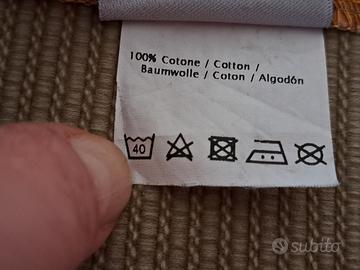 100% Cotone / Cotton /
Baumwolle / Coton / Algodón
40
subito